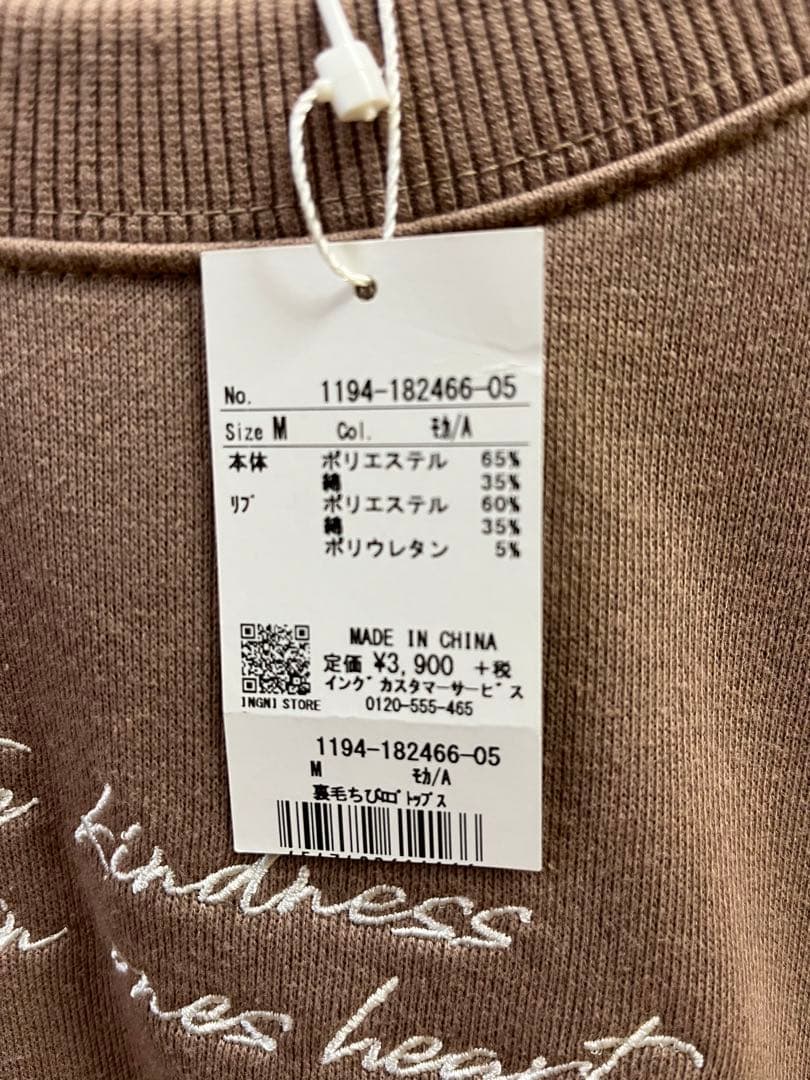 No. 1194-182466-05
Size M Col. ﾓｶ/A
本体 ポリエステル 65%
綿 35%
ﾘﾌﾞ ポリエステル 60%
綿 35%
ポリウレタン 5%
MADE IN CHINA
定価 ¥3,900 +税
イングカスタマーサービス
INGNI STORE 0120-555-465
1194-182466-05
M ﾓｶ/A
裏毛ちびﾛｺﾞﾄｯﾌﾟｽ
kindness
heart